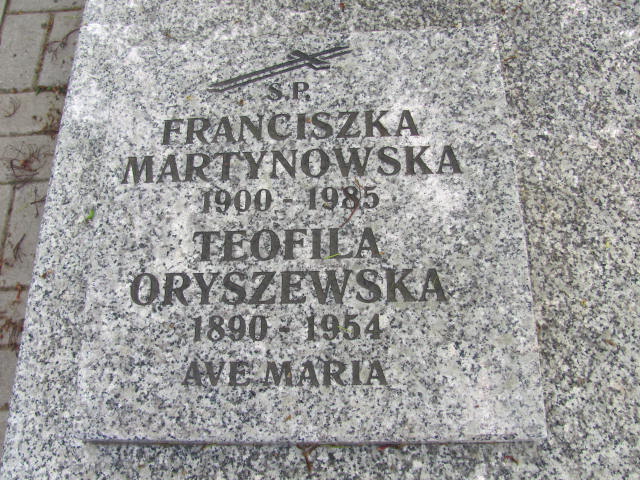 Ś.P.
FRANCISZKA
MARTYNOWSKA
1900 - 1985
TEOFILA
ORYSZEWSKA
1890 - 1954
AVE MARIA